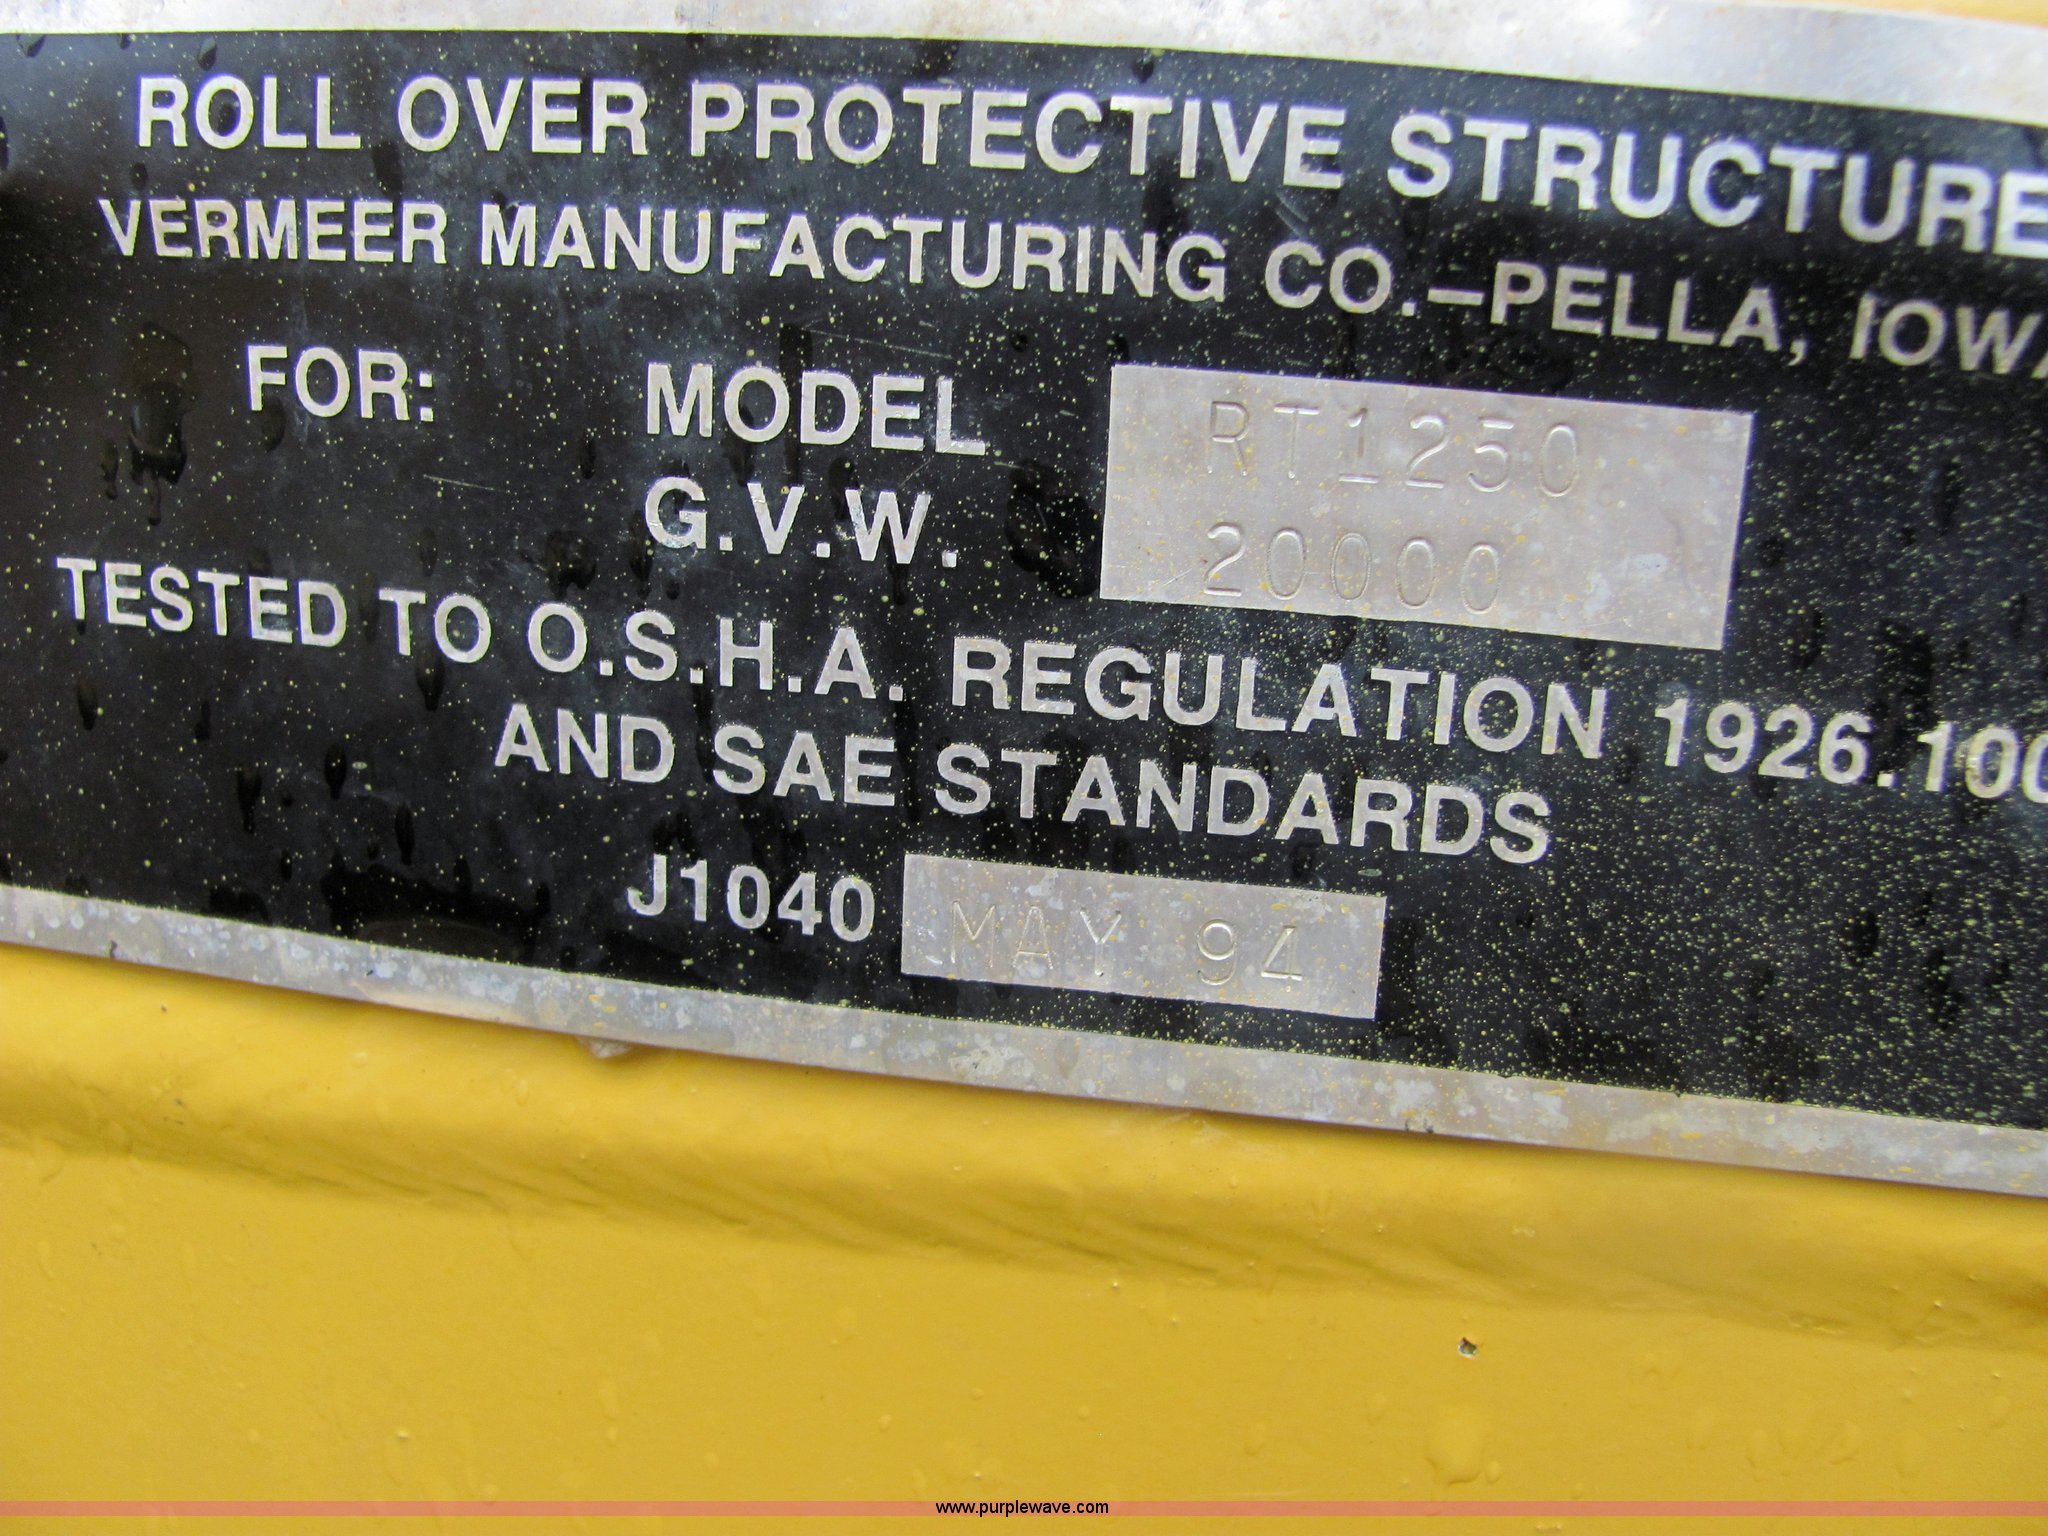 ROLL OVER PROTECTIVE STRUCTURE
VERMEER MANUFACTURING CO.–PELLA, IOWA
FOR: MODEL RT1250
G.V.W. 20000
TESTED TO O.S.H.A. REGULATION 1926.100
AND SAE STANDARDS
J1040 MAY 94
www.purplewave.com